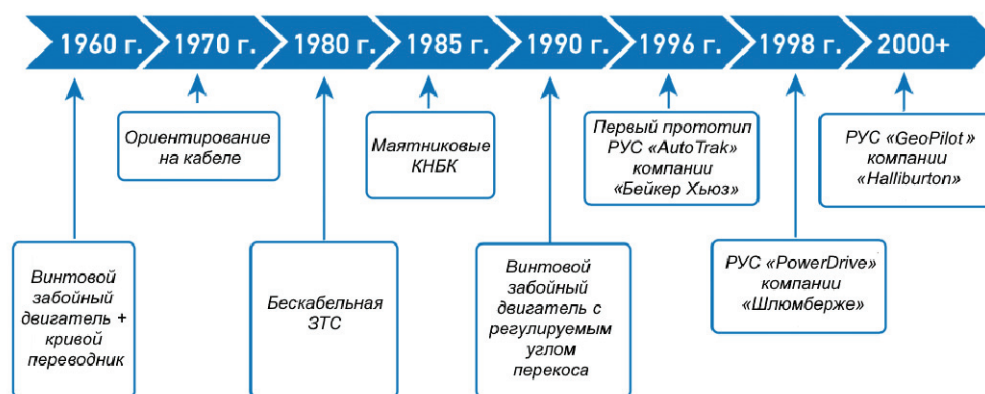 1960 г.
1970 г.
1980 г.
1985 г.
1990 г.
1996 г.
1998 г.
2000+
Ориентирование
на кабеле
Маятниковые
КНБК
Первый прототип
РУС «AutoTrak»
компании
«Бейкер Хьюз»
РУС «GeoPilot»
компании
«Halliburton»
Винтовой
забойный
двигатель +
кривой
переводник
Бескабельная
ЗТС
Винтовой
забойный
двигатель с
регулируемым
углом
перекоса
РУС «PowerDrive»
компании
«Шлюмберже»